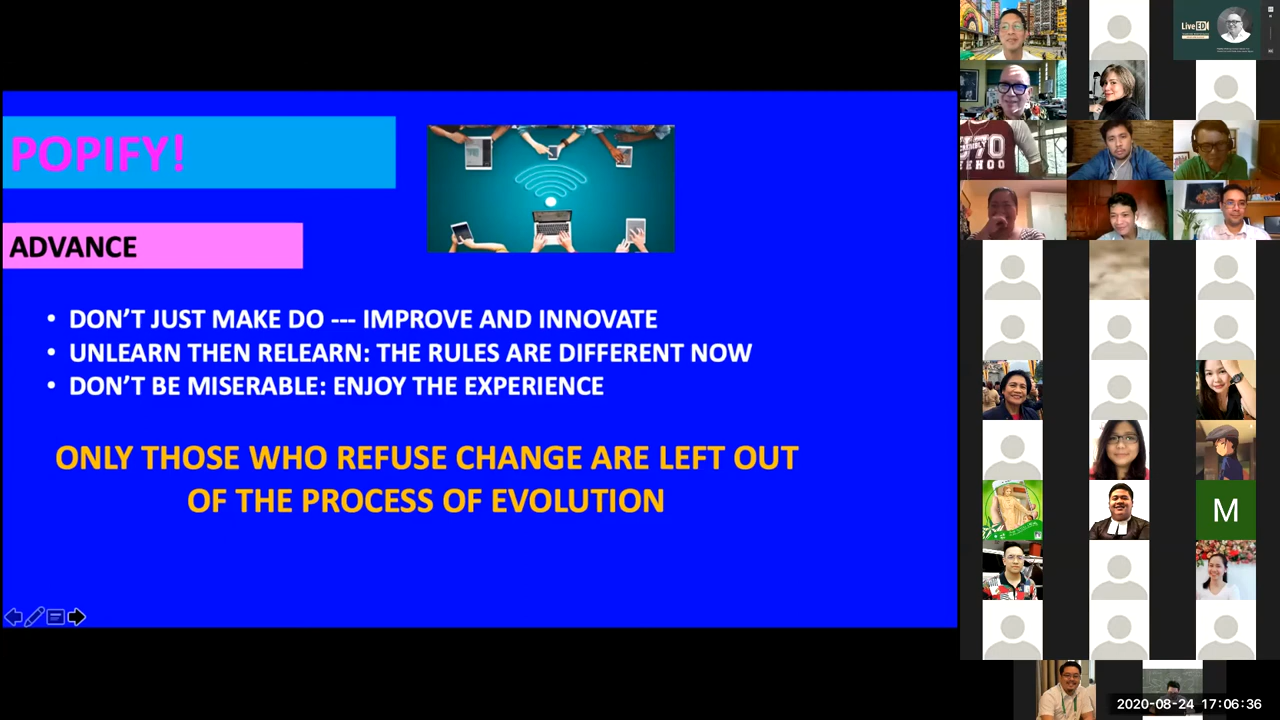 POPIFY!
ADVANCE
• DON'T JUST MAKE DO --- IMPROVE AND INNOVATE
• UNLEARN THEN RELEARN: THE RULES ARE DIFFERENT NOW
• DON'T BE MISERABLE: ENJOY THE EXPERIENCE
ONLY THOSE WHO REFUSE CHANGE ARE LEFT OUT
OF THE PROCESS OF EVOLUTION
Live ED
M
2020-08-24 17:06:36